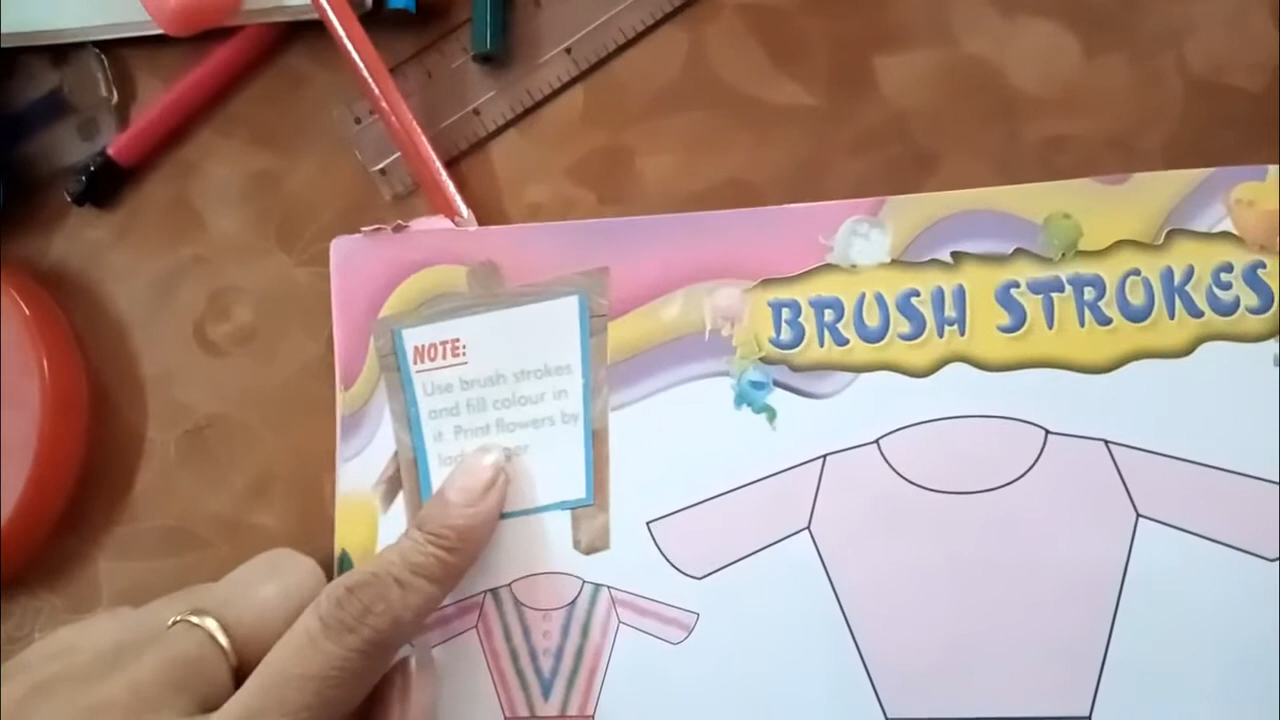 BRUSH STROKES
NOTE:
Use brush strokes
and fill colour in
it. Print flowers by